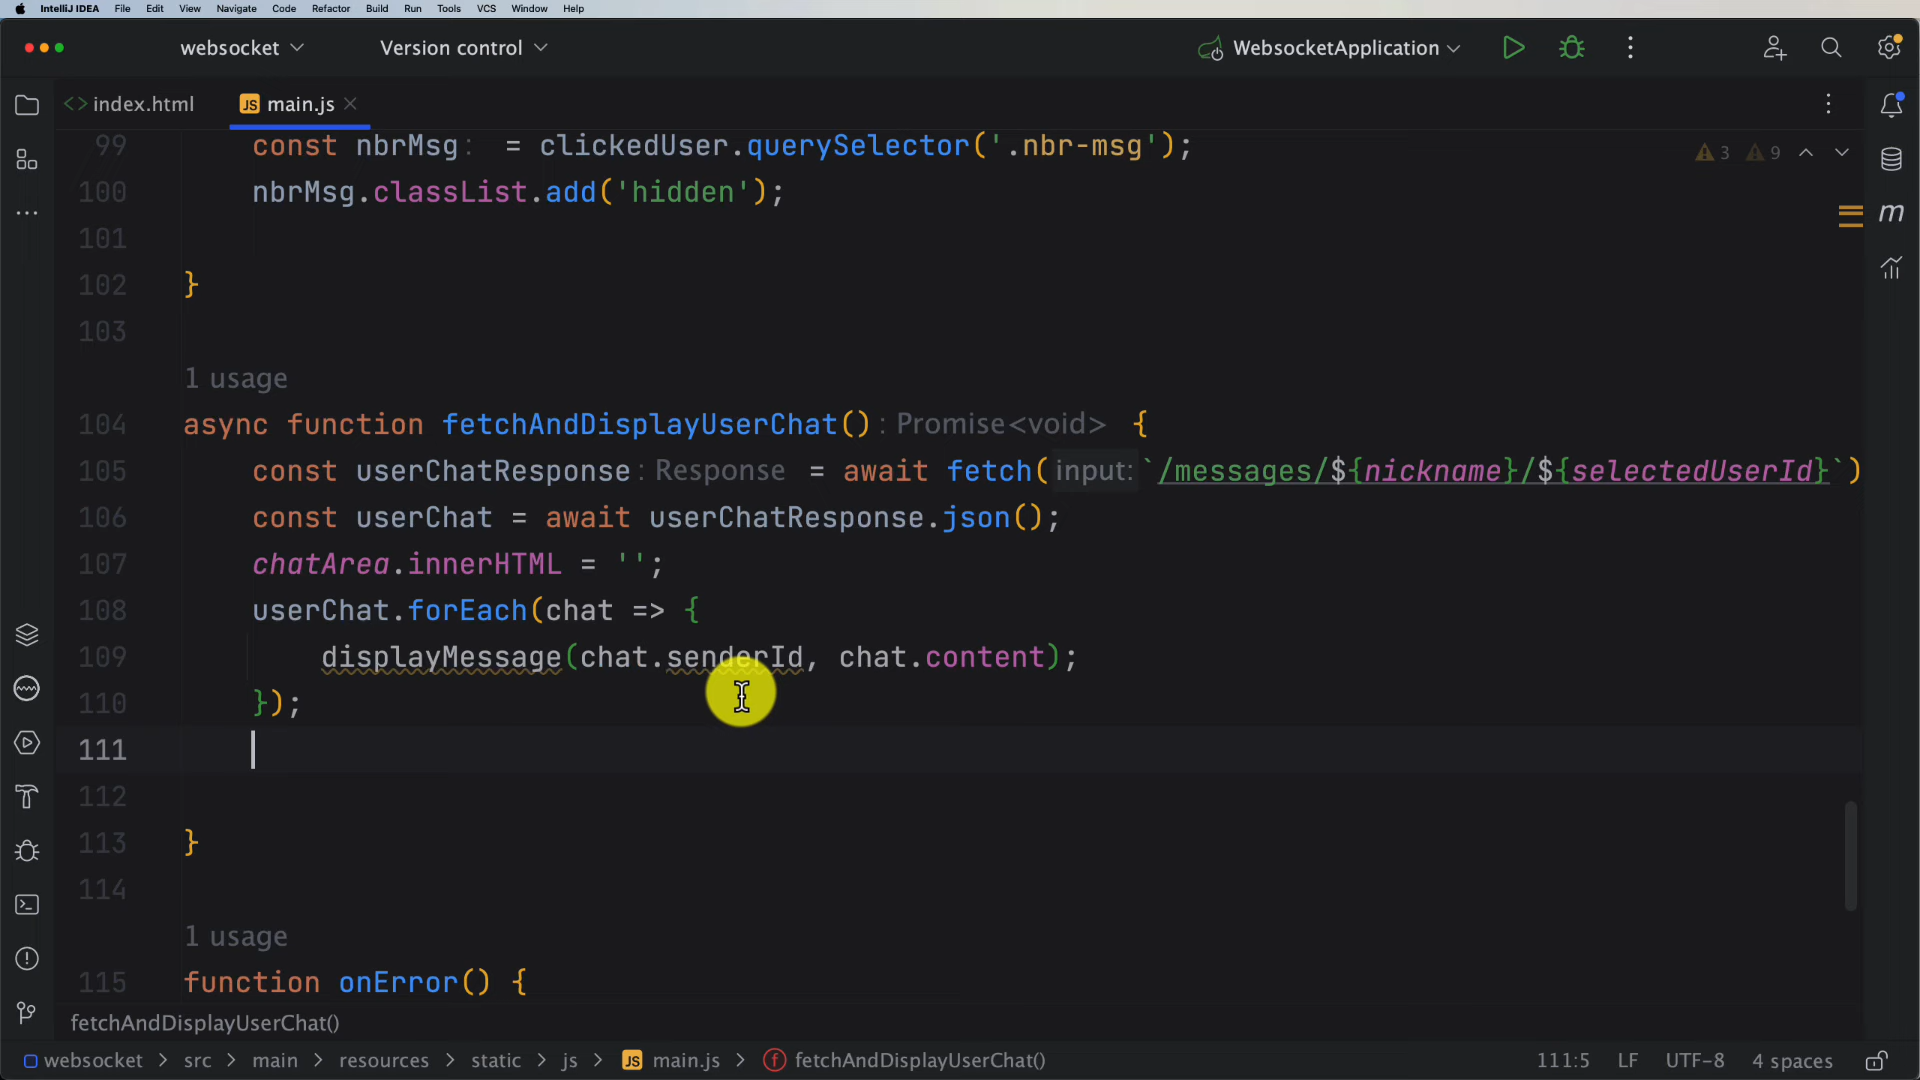 IntelliJ IDEA File Edit View Navigate Code Refactor Build Run Tools VCS Window Help
websocket Version control WebsocketApplication
index.html main.js
99 const nbrMsg : = clickedUser.querySelector('.nbr-msg');
3 9
100 nbrMsg.classList.add('hidden');
101
102 }
103
1 usage
104 async function fetchAndDisplayUserChat() : Promise<void> {
105 const userChatResponse : Response = await fetch( input: `/messages/${nickname}/${selectedUserId}`)
106 const userChat = await userChatResponse.json();
107 chatArea.innerHTML = '';
108 userChat.forEach(chat => {
109 displayMessage(chat.senderId, chat.content);
110 });
111
112
113 }
114
1 usage
115 function onError() {
fetchAndDisplayUserChat()
websocket > src > main > resources > static > js > main.js > fetchAndDisplayUserChat() 111:5 LF UTF-8 4 spaces